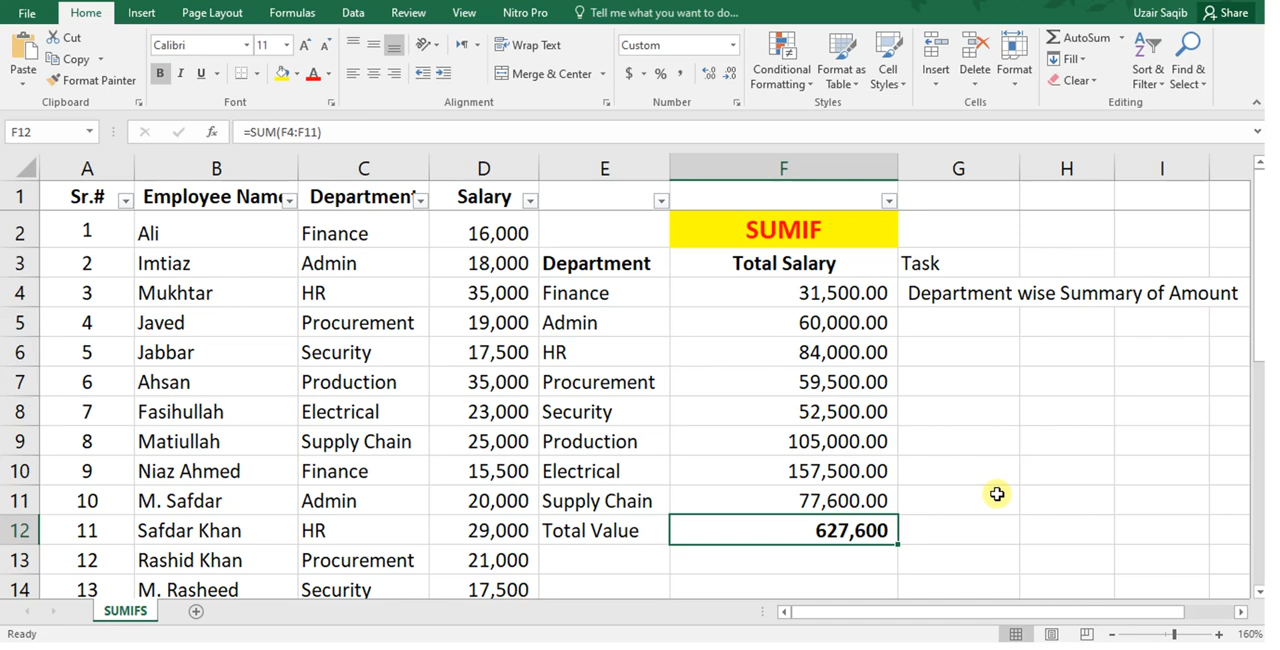 File Home Insert Page Layout Formulas Data Review View Nitro Pro Tell me what you want to do... Uzair Saqib Share
Paste
Cut
Copy
Format Painter
Clipboard
Calibri 11
B I U
Font
Wrap Text
Merge & Center
Alignment
Custom
$ % ,
Number
Conditional Formatting
Format as Table
Cell Styles
Styles
Insert Delete Format
Cells
AutoSum
Fill
Clear
Sort & Filter
Find & Select
Editing
F12 fx =SUM(F4:F11)
A B C D E F G H I
1 Sr.# Employee Nam Departmen Salary
2 1 Ali Finance 16,000 SUMIF
3 2 Imtiaz Admin 18,000 Department Total Salary Task
4 3 Mukhtar HR 35,000 Finance 31,500.00 Department wise Summary of Amount
5 4 Javed Procurement 19,000 Admin 60,000.00
6 5 Jabbar Security 17,500 HR 84,000.00
7 6 Ahsan Production 35,000 Procurement 59,500.00
8 7 Fasihullah Electrical 23,000 Security 52,500.00
9 8 Matiullah Supply Chain 25,000 Production 105,000.00
10 9 Niaz Ahmed Finance 15,500 Electrical 157,500.00
11 10 M. Safdar Admin 20,000 Supply Chain 77,600.00
12 11 Safdar Khan HR 29,000 Total Value 627,600
13 12 Rashid Khan Procurement 21,000
14 13 M. Rasheed Security 17,500
SUMIFS
Ready 160%